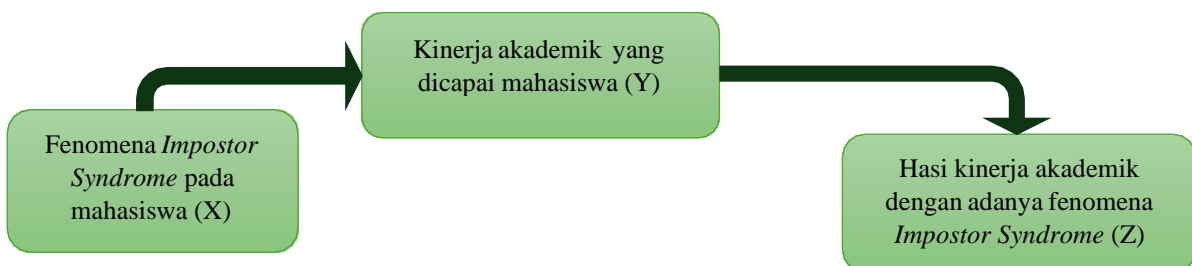 Fenomena Impostor
Syndrome pada
mahasiswa (X)
Kinerja akademik yang
dicapai mahasiswa (Y)
Hasi kinerja akademik
dengan adanya fenomena
Impostor Syndrome (Z)